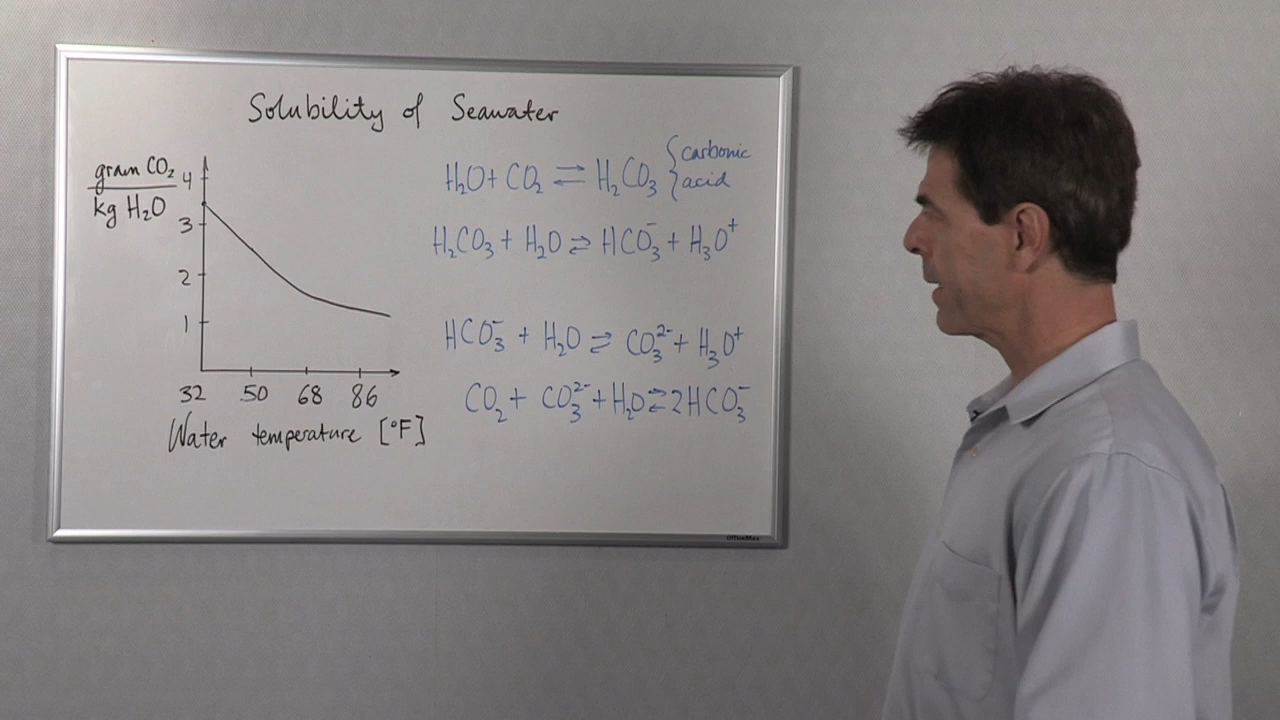 Solubility of Seawater
gram CO₂
kg H₂O
4
3
2
1
32 50 68 86
Water temperature [°F]
H₂O + CO₂ ⇌ H₂CO₃ { carbonic
acid
H₂CO₃ + H₂O ⇌ HCO₃⁻ + H₃O⁺
HCO₃⁻ + H₂O ⇌ CO₃²⁻ + H₃O⁺
CO₂ + CO₃²⁻ + H₂O ⇌ 2HCO₃⁻
OfficeMax